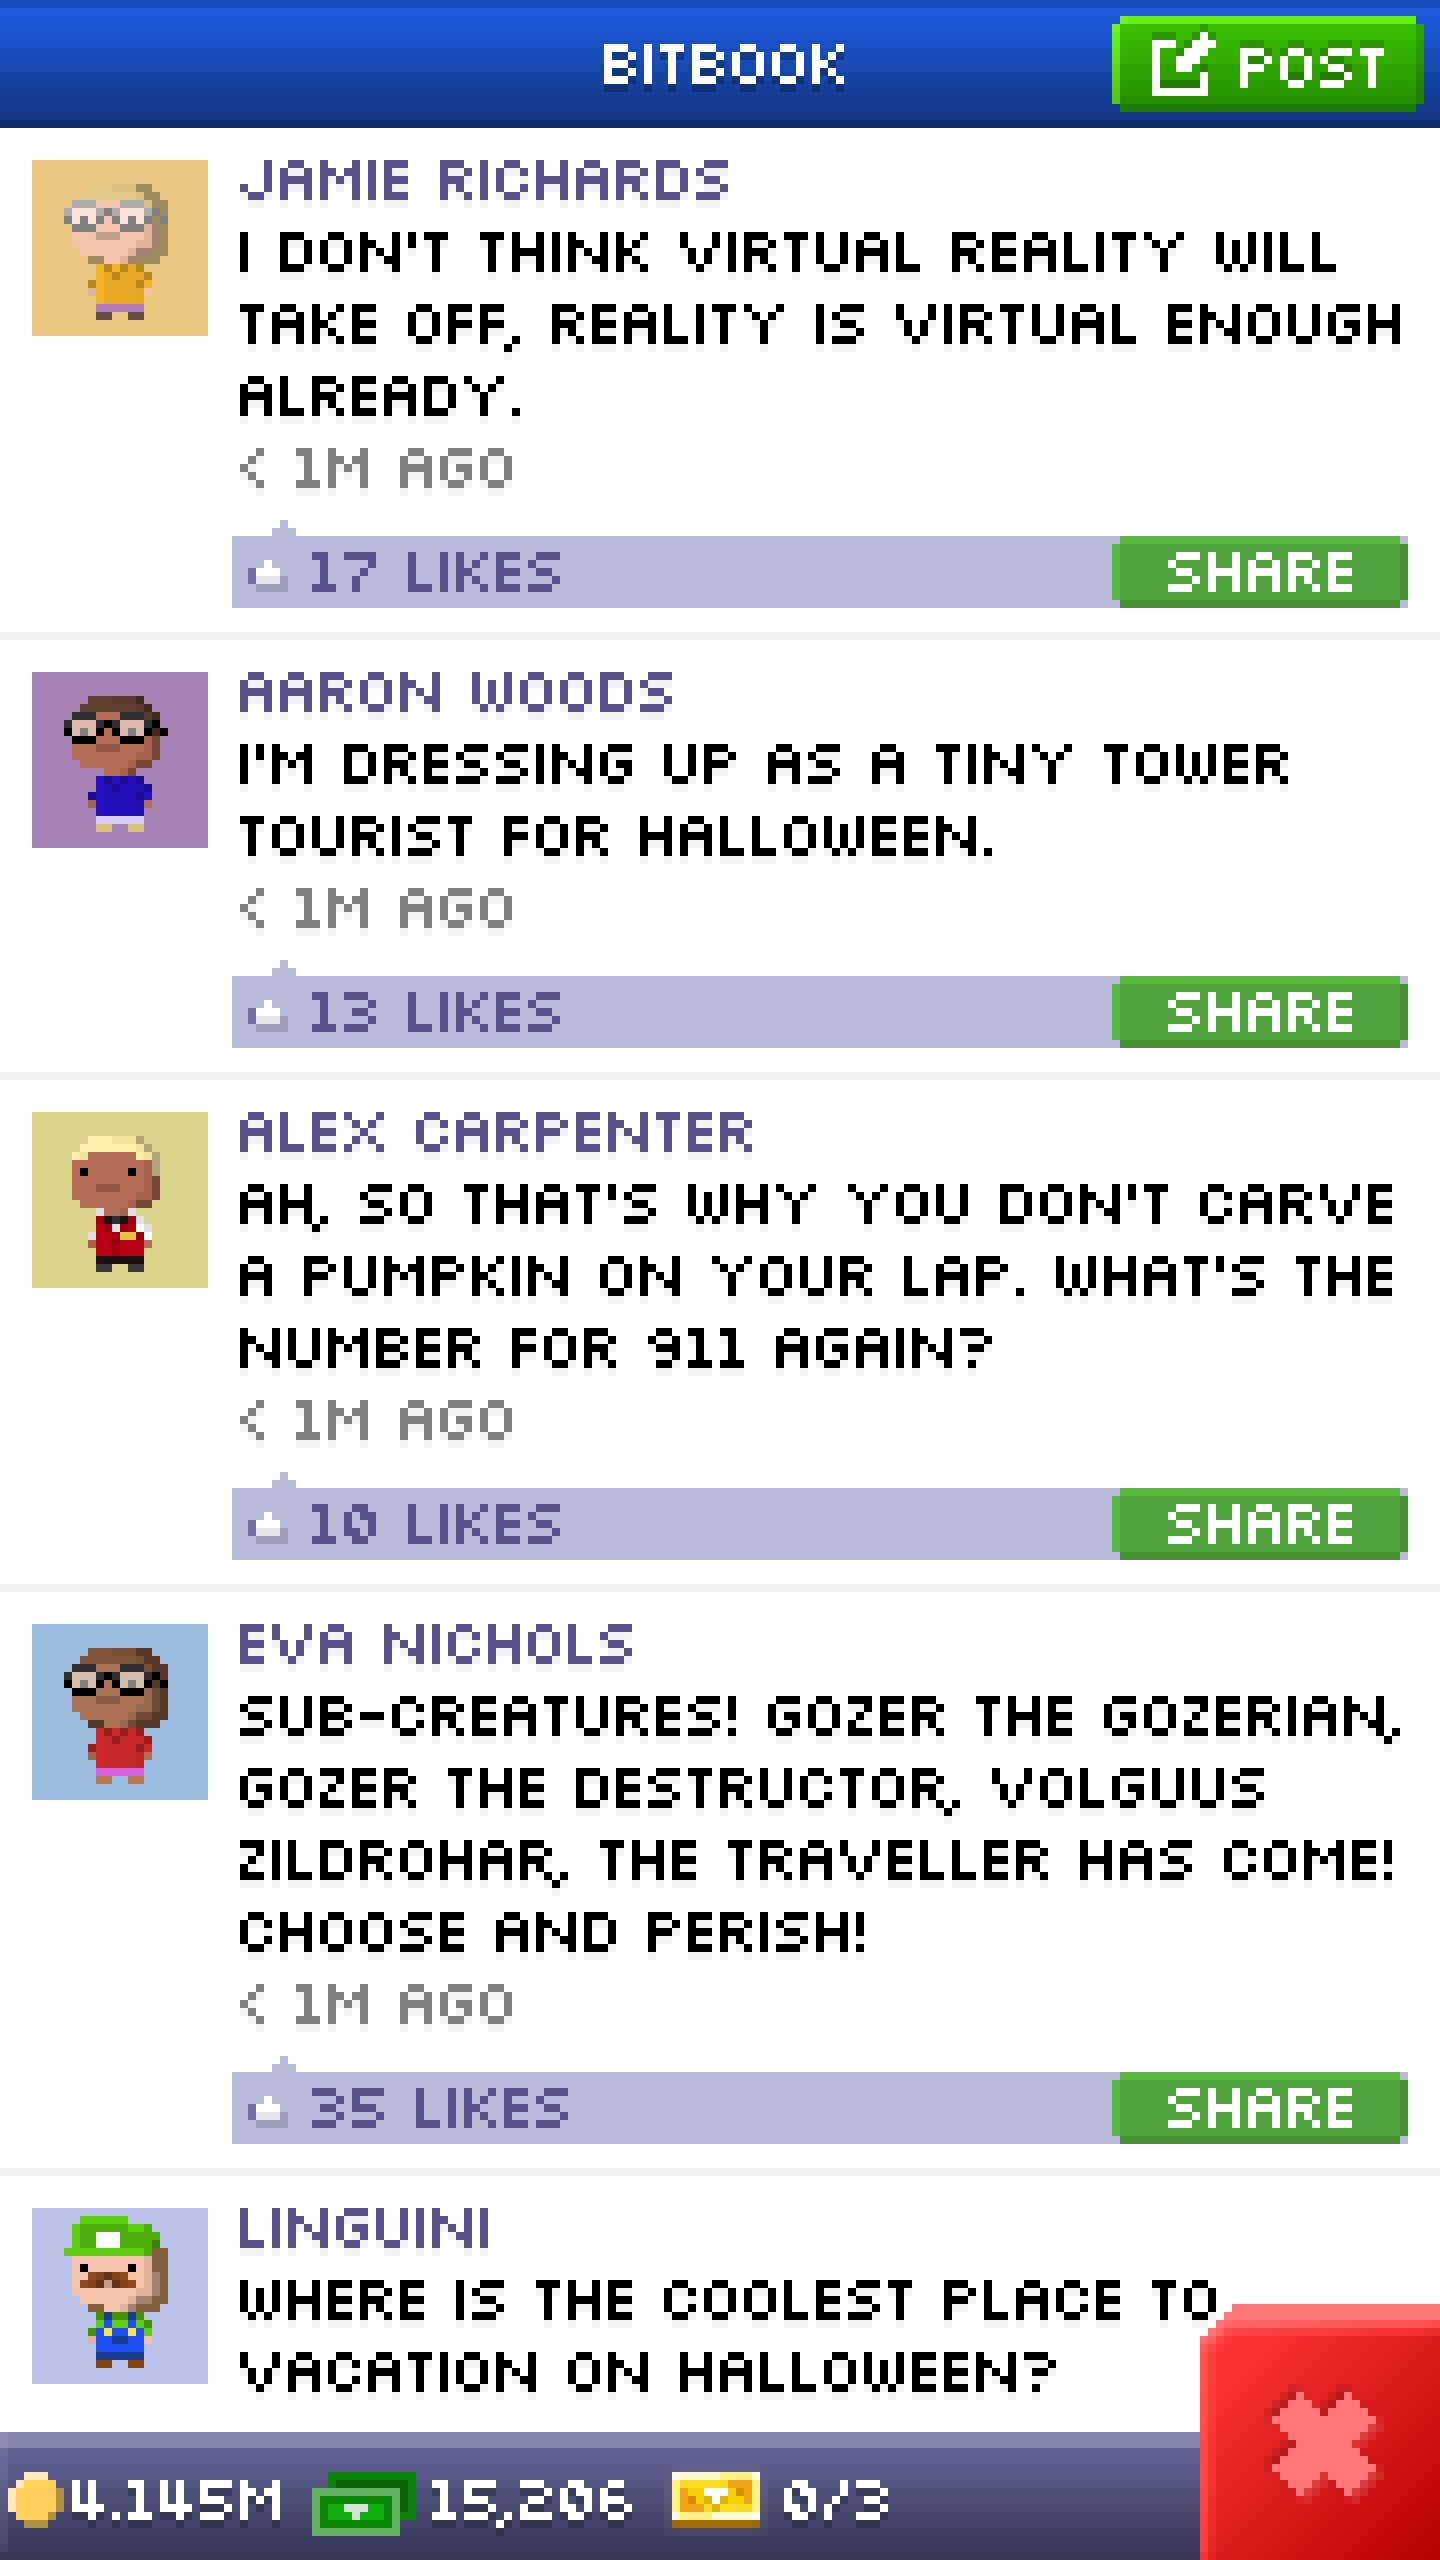 BITBOOK
POST
JAMIE RICHARDS
I DON'T THINK VIRTUAL REALITY WILL
TAKE OFF, REALITY IS VIRTUAL ENOUGH
ALREADY.
< 1M AGO
17 LIKES
SHARE
AARON WOODS
I'M DRESSING UP AS A TINY TOWER
TOURIST FOR HALLOWEEN.
< 1M AGO
13 LIKES
SHARE
ALEX CARPENTER
AH, SO THAT'S WHY YOU DON'T CARVE
A PUMPKIN ON YOUR LAP. WHAT'S THE
NUMBER FOR 911 AGAIN?
< 1M AGO
10 LIKES
SHARE
EVA NICHOLS
SUB-CREATURES! GOZER THE GOZERIAN,
GOZER THE DESTRUCTOR, VOLGUUS
ZILDROHAR, THE TRAVELLER HAS COME!
CHOOSE AND PERISH!
< 1M AGO
35 LIKES
SHARE
LINGUINI
WHERE IS THE COOLEST PLACE TO
VACATION ON HALLOWEEN?
4.145M
15,206
0/3